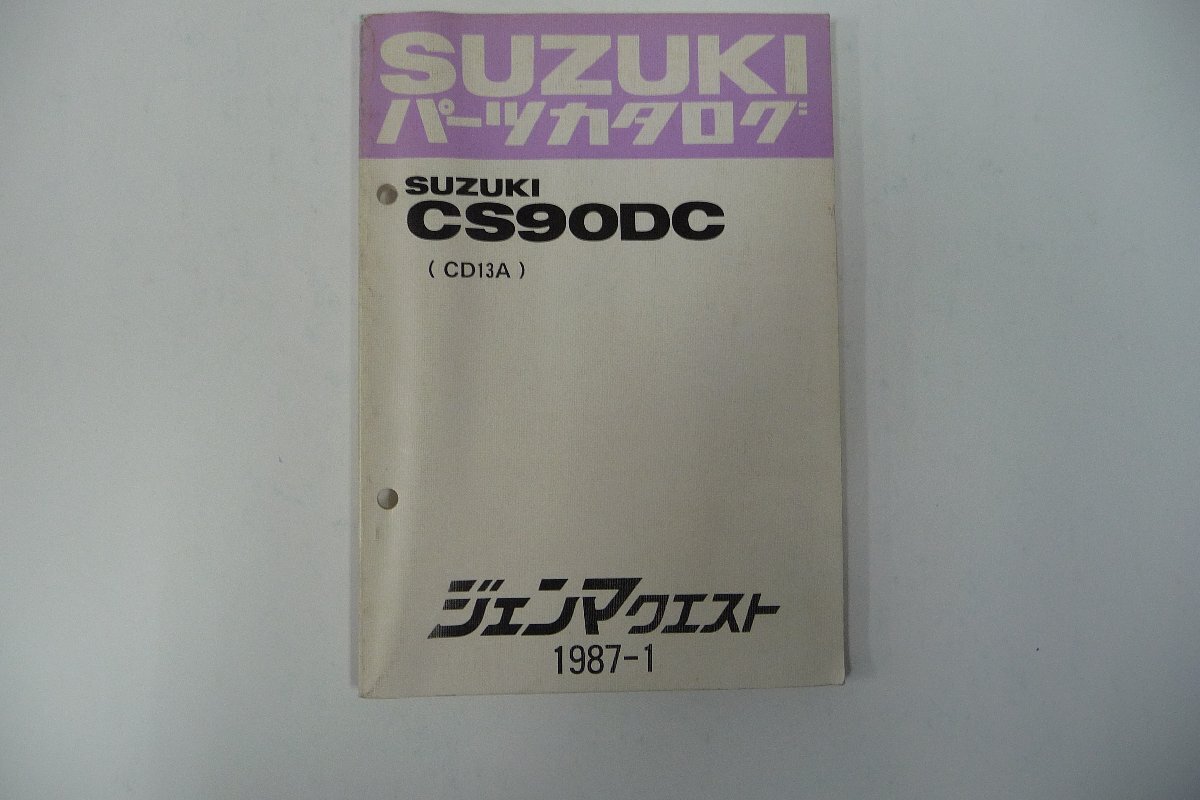 SUZUKI
パーツカタログ
SUZUKI
CS90DC
( CD13A )
ジェンマクエスト
1987-1